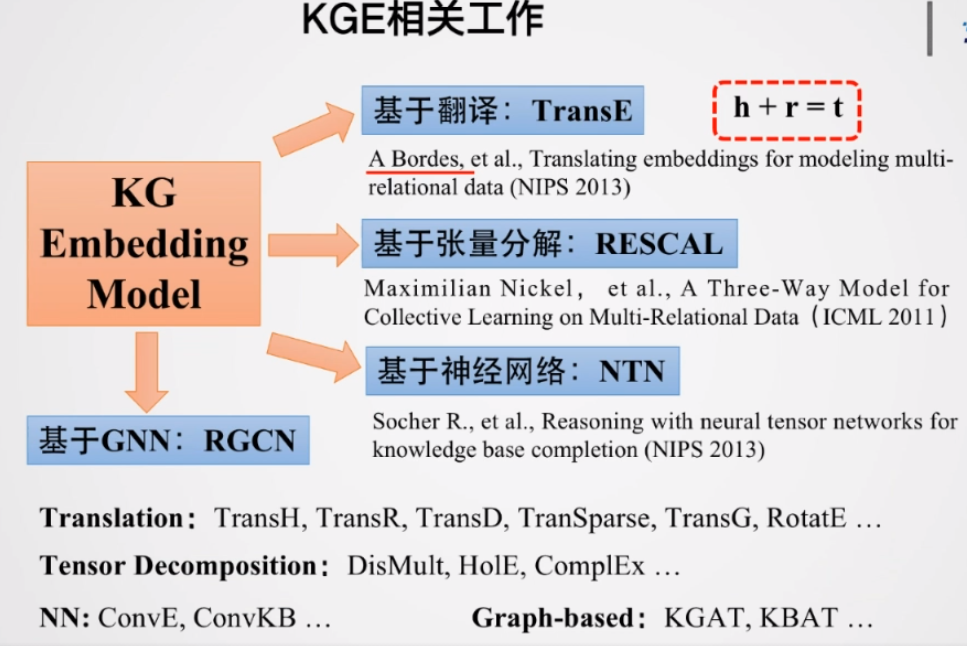 KGE相关工作
基于翻译：TransE
h + r = t
A Bordes, et al., Translating embeddings for modeling multi-
relational data (NIPS 2013)
KG
Embedding
Model
基于张量分解：RESCAL
Maximilian Nickel， et al., A Three-Way Model for
Collective Learning on Multi-Relational Data（ICML 2011）
基于神经网络：NTN
Socher R., et al., Reasoning with neural tensor networks for
knowledge base completion (NIPS 2013)
基于GNN：RGCN
Translation：TransH, TransR, TransD, TranSparse, TransG, RotatE …
Tensor Decomposition：DisMult, HolE, ComplEx …
NN: ConvE, ConvKB …
Graph-based：KGAT, KBAT …